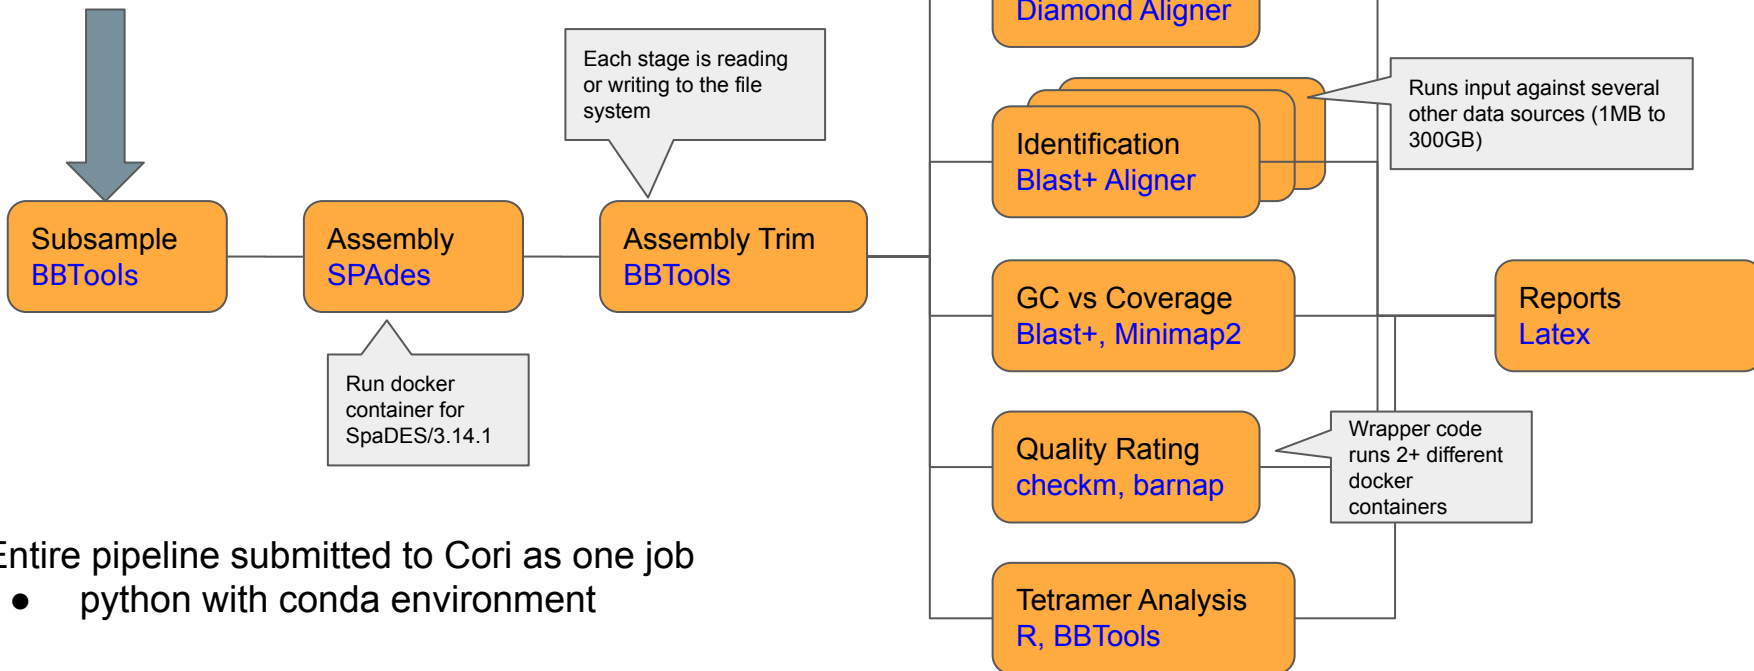 Diamond Aligner
Each stage is reading
or writing to the file
system
Runs input against several
other data sources (1MB to
300GB)
Identification
Blast+ Aligner
Subsample
BBTools
Assembly
SPAdes
Assembly Trim
BBTools
GC vs Coverage
Blast+, Minimap2
Reports
Latex
Run docker
container for
SpaDES/3.14.1
Quality Rating
checkm, barnap
Wrapper code
runs 2+ different
docker
containers
Entire pipeline submitted to Cori as one job
● python with conda environment
Tetramer Analysis
R, BBTools